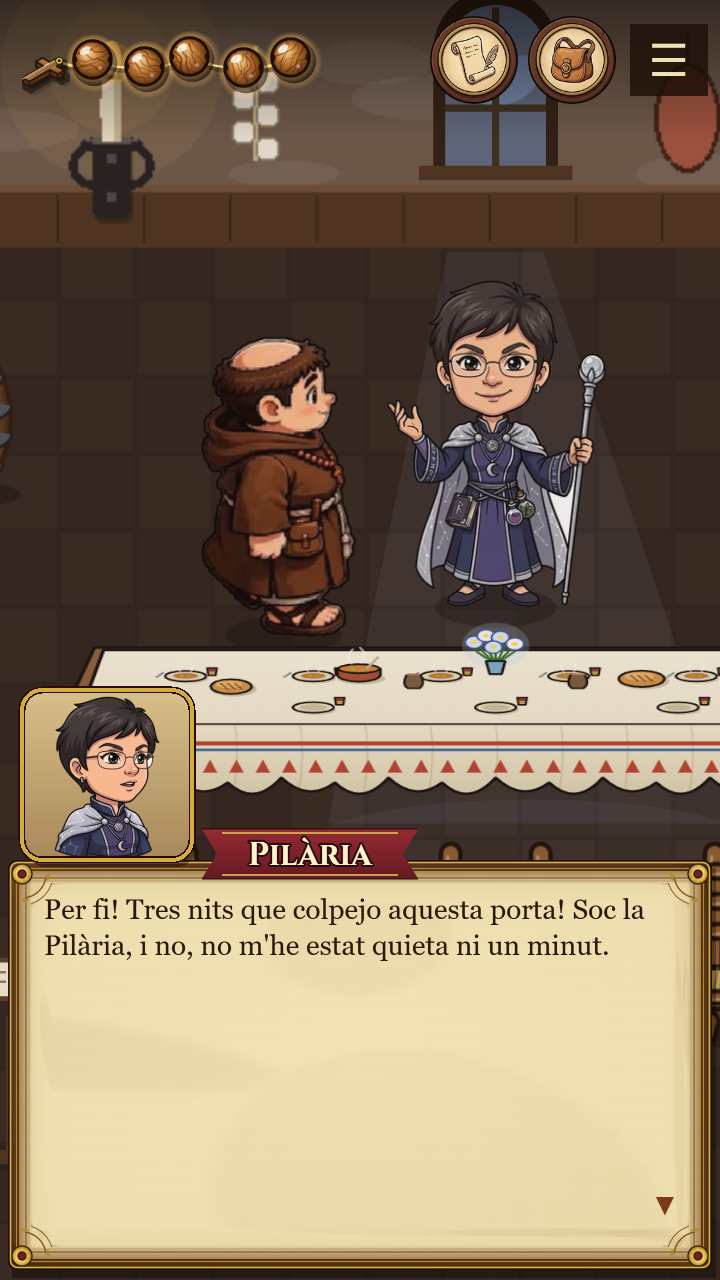 Pilària
Per fi! Tres nits que colpejo aquesta porta! Soc la
Pilària, i no, no m'he estat quieta ni un minut.